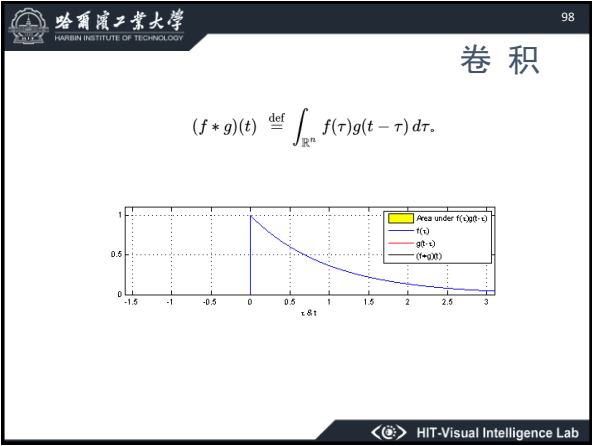 哈爾濱工業大學
HARBIN INSTITUTE OF TECHNOLOGY
98
卷 积
(f ∗ g)(t) def= ∫ℝⁿ f(τ)g(t − τ) dτ。
Area under f(τ)g(t-τ)
f(τ)
g(t-τ)
(f∗g)(t)
1
0.5
0
-1.5 -1 -0.5 0 0.5 1 1.5 2 2.5 3
τ & t
HIT-Visual Intelligence Lab